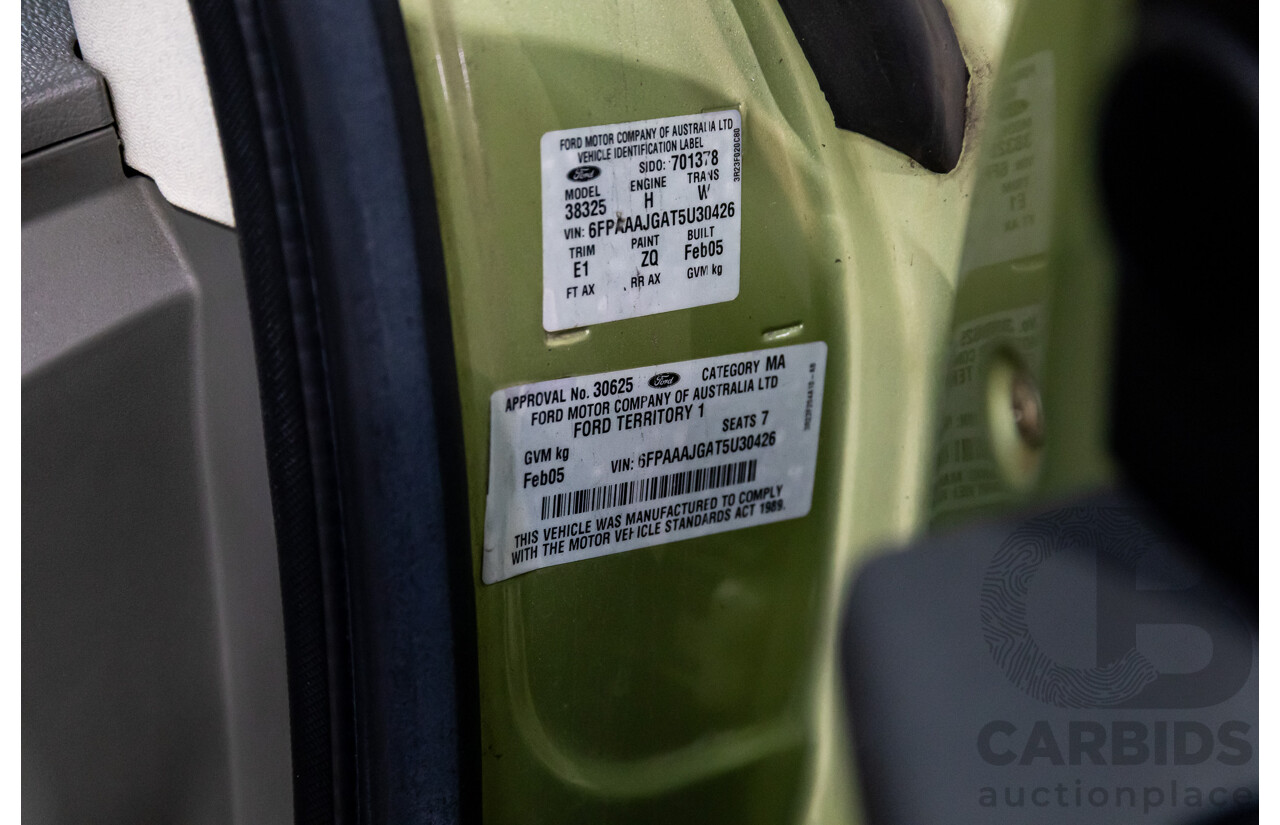 FORD MOTOR COMPANY OF AUSTRALIA LTD
VEHICLE IDENTIFICATION LABEL
Ford SIDO: 701378
MODEL ENGINE TRANS
38325 H W
VIN: 6FPAAAJGAT5U30426
TRIM PAINT BUILT
E1 ZQ Feb05
FT AX RR AX GVM kg
3R23F020C80
APPROVAL No. 30625 Ford CATEGORY MA
FORD MOTOR COMPANY OF AUSTRALIA LTD
FORD TERRITORY 1
GVM kg SEATS 7
Feb05 VIN: 6FPAAAJGAT5U30426
THIS VEHICLE WAS MANUFACTURED TO COMPLY
WITH THE MOTOR VEHICLE STANDARDS ACT 1989.
CB
CARBIDS
auctionplace